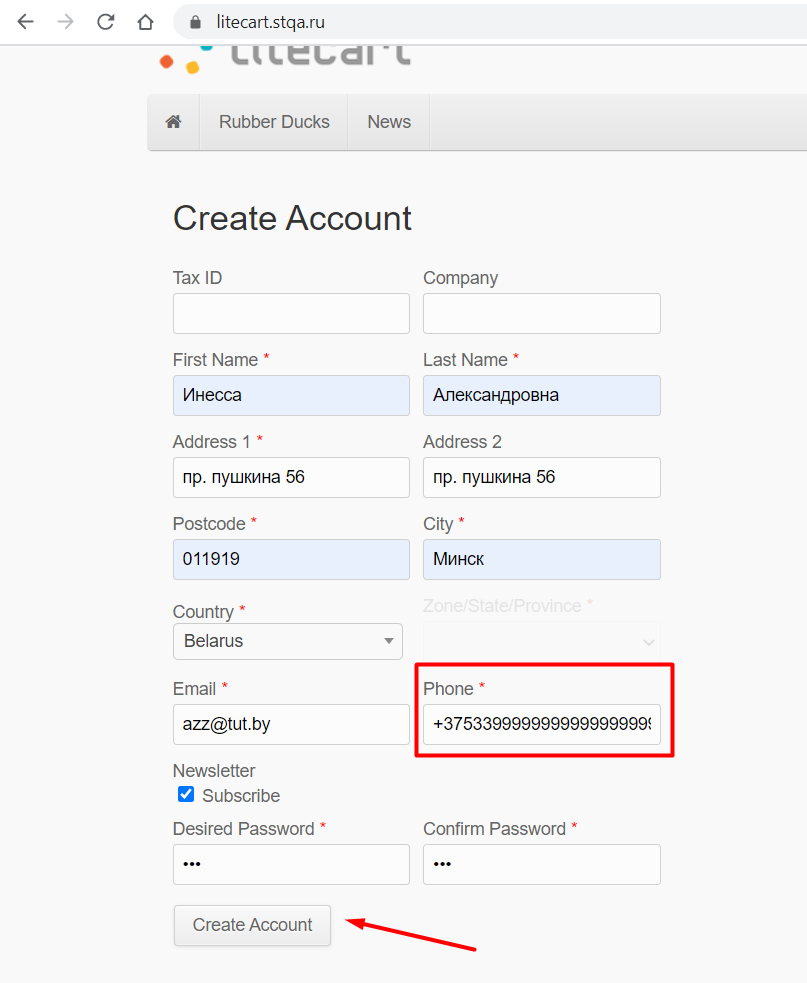 litecart.stqa.ru
litecart
Rubber Ducks News
Create Account
Tax ID Company
First Name * Last Name *
Инесса Александровна
Address 1 * Address 2
пр. пушкина 56 пр. пушкина 56
Postcode * City *
011919 Минск
Country * Zone/State/Province *
Belarus
Email * Phone *
azz@tut.by
Newsletter
Subscribe
Desired Password * Confirm Password *
••• •••
Create Account